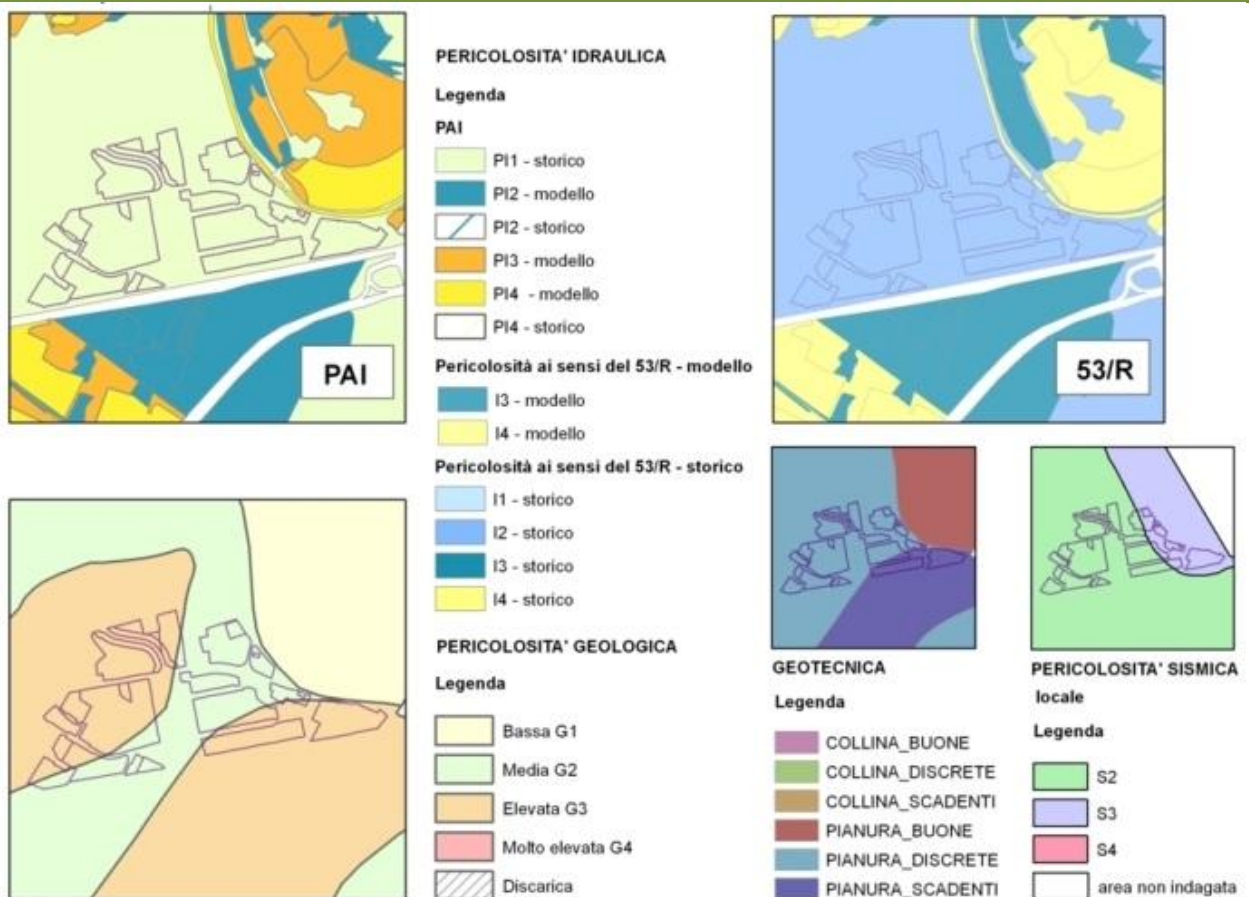 PAI
PERICOLOSITA' IDRAULICA
Legenda
PAI
PI1 - storico
PI2 - modello
PI2 - storico
PI3 - modello
PI4 - modello
PI4 - storico
Pericolosità ai sensi del 53/R - modello
I3 - modello
I4 - modello
Pericolosità ai sensi del 53/R - storico
I1 - storico
I2 - storico
I3 - storico
I4 - storico
53/R
PERICOLOSITA' GEOLOGICA
Legenda
Bassa G1
Media G2
Elevata G3
Molto elevata G4
Discarica
GEOTECNICA
Legenda
COLLINA_BUONE
COLLINA_DISCRETE
COLLINA_SCADENTI
PIANURA_BUONE
PIANURA_DISCRETE
PIANURA_SCADENTI
PERICOLOSITA' SISMICA
locale
Legenda
S2
S3
S4
area non indagata